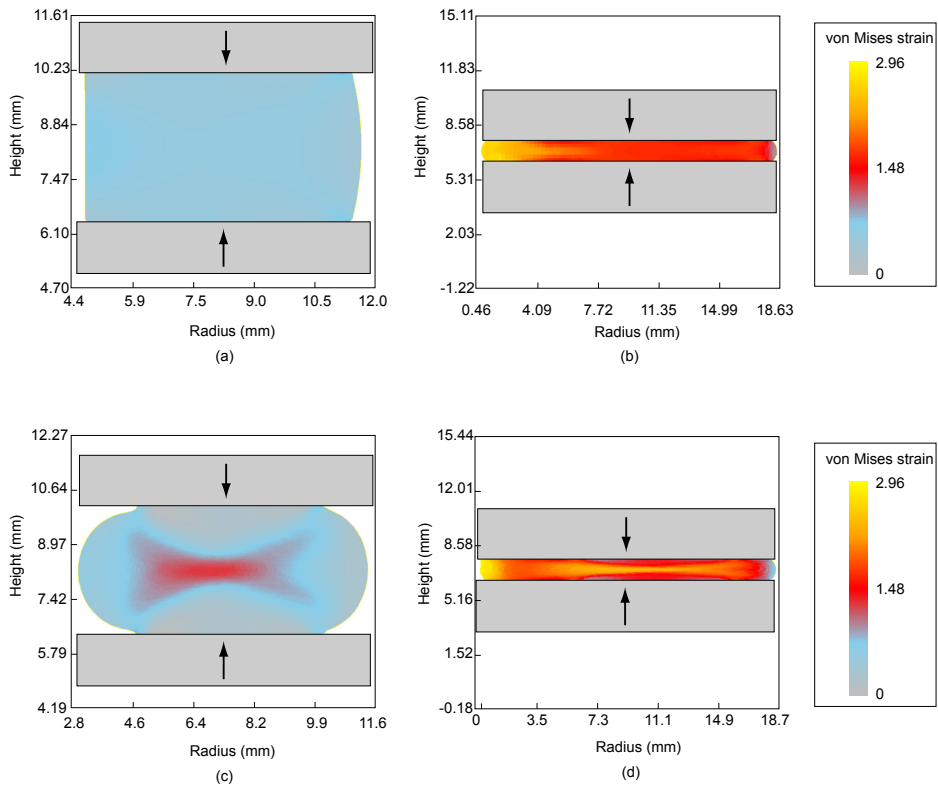 11.61
10.23
8.84
7.47
6.10
4.70
Height (mm)
4.4 5.9 7.5 9.0 10.5 12.0
Radius (mm)
(a)
15.11
11.83
8.58
5.31
2.03
-1.22
Height (mm)
0.46 4.09 7.72 11.35 14.99 18.63
Radius (mm)
(b)
von Mises strain
2.96
1.48
0
12.27
10.64
8.97
7.42
5.79
4.19
Height (mm)
2.8 4.6 6.4 8.2 9.9 11.6
Radius (mm)
(c)
15.44
12.01
8.58
5.16
1.52
-0.18
Height (mm)
0 3.5 7.3 11.1 14.9 18.7
Radius (mm)
(d)
von Mises strain
2.96
1.48
0